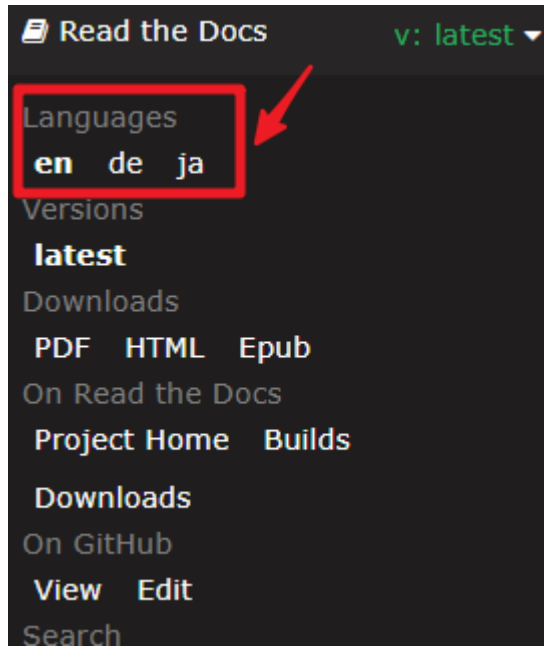 Read the Docs v: latest
Languages
en de ja
Versions
latest
Downloads
PDF HTML Epub
On Read the Docs
Project Home Builds
Downloads
On GitHub
View Edit
Search